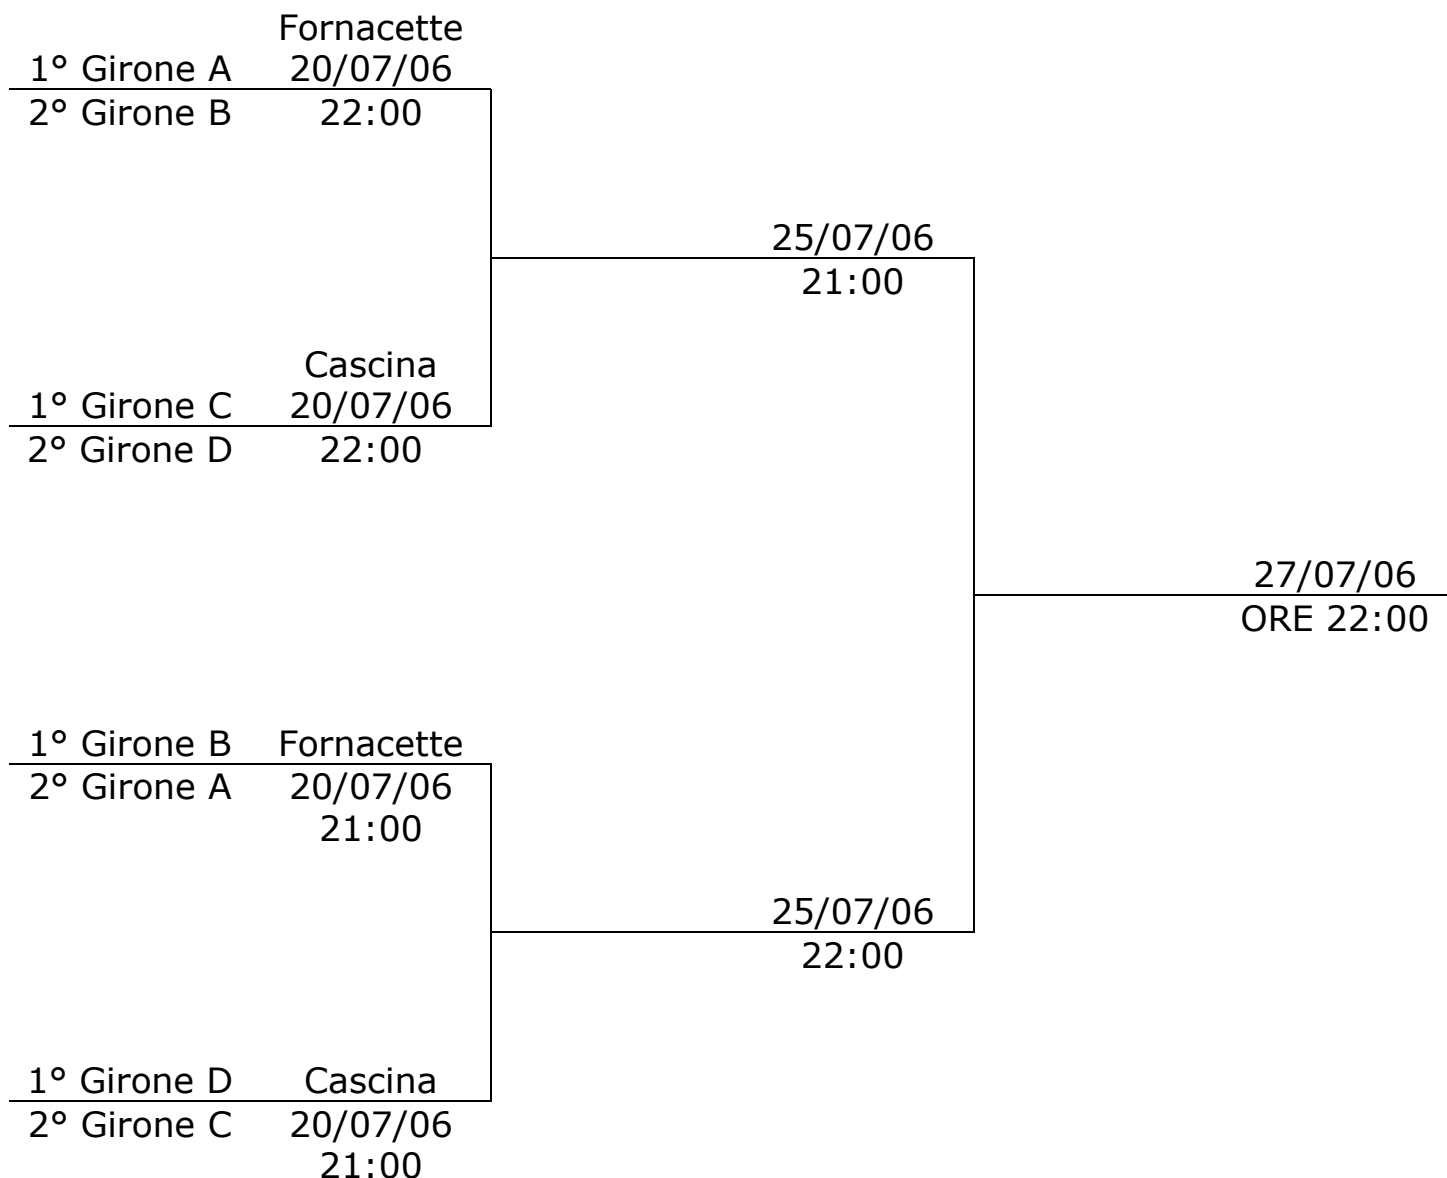 Fornacette
1° Girone A 20/07/06
2° Girone B 22:00
25/07/06
21:00
Cascina
1° Girone C 20/07/06
2° Girone D 22:00
27/07/06
ORE 22:00
1° Girone B Fornacette
2° Girone A 20/07/06
21:00
25/07/06
22:00
1° Girone D Cascina
2° Girone C 20/07/06
21:00